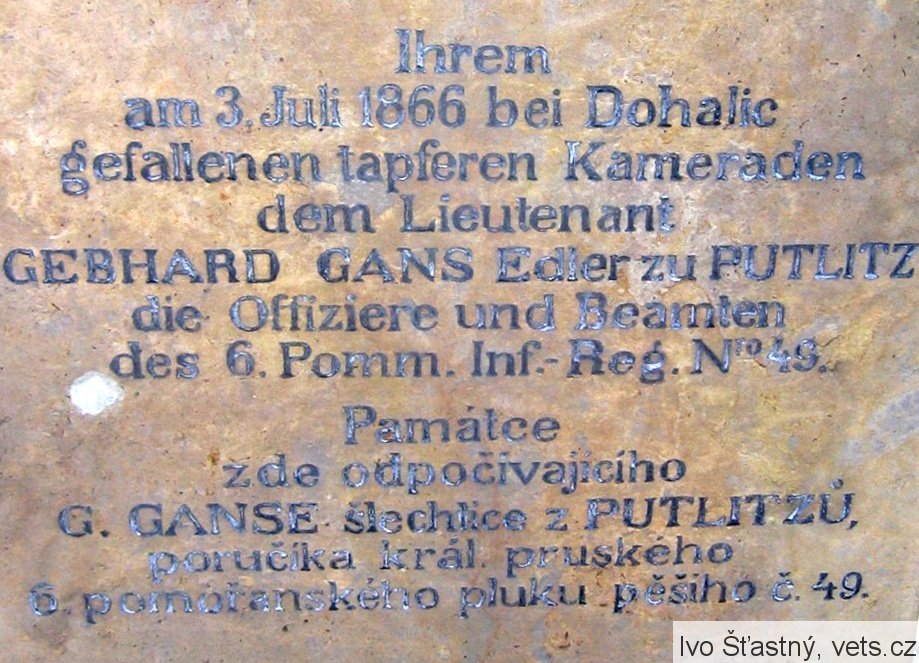 Ihrem
am 3. Juli 1866 bei Dohalic
gefallenen tapferen Kameraden
dem Lieutenant
GEBHARD GANS Edler zu PUTLITZ
die Offiziere und Beamten
des 6. Pomm. Inf.-Reg. Nro 49.
Památce
zde odpočívajícího
G. GANSE šlechtice z PUTLITZŮ,
poručíka král. pruského
6. pomořanského pluku pěšího č. 49.
Ivo Šťastný, vets.cz